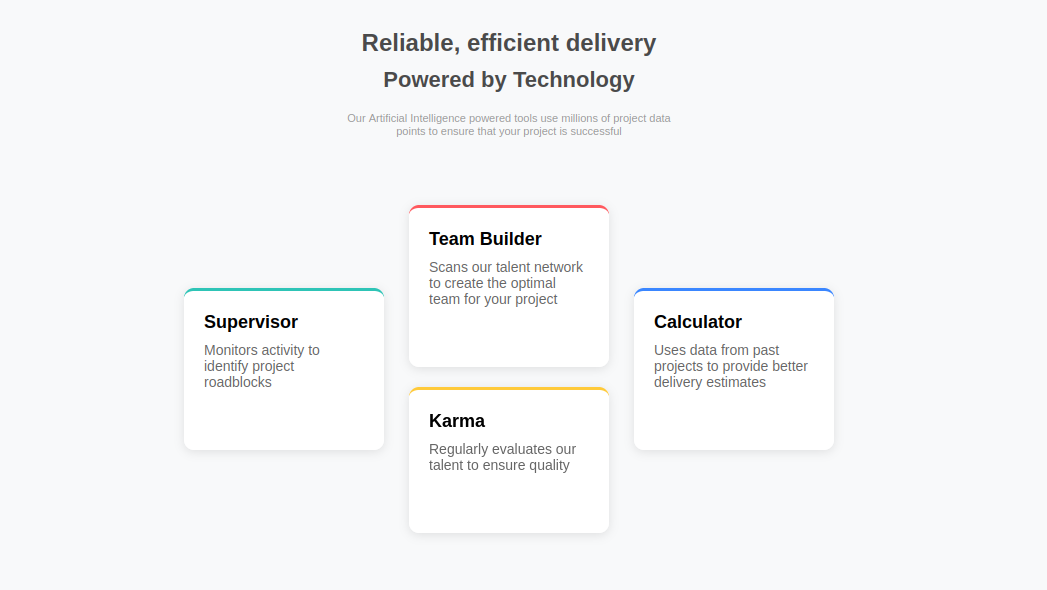 Reliable, efficient delivery
Powered by Technology
Our Artificial Intelligence powered tools use millions of project data
points to ensure that your project is successful
Supervisor
Monitors activity to
identify project
roadblocks
Team Builder
Scans our talent network
to create the optimal
team for your project
Karma
Regularly evaluates our
talent to ensure quality
Calculator
Uses data from past
projects to provide better
delivery estimates